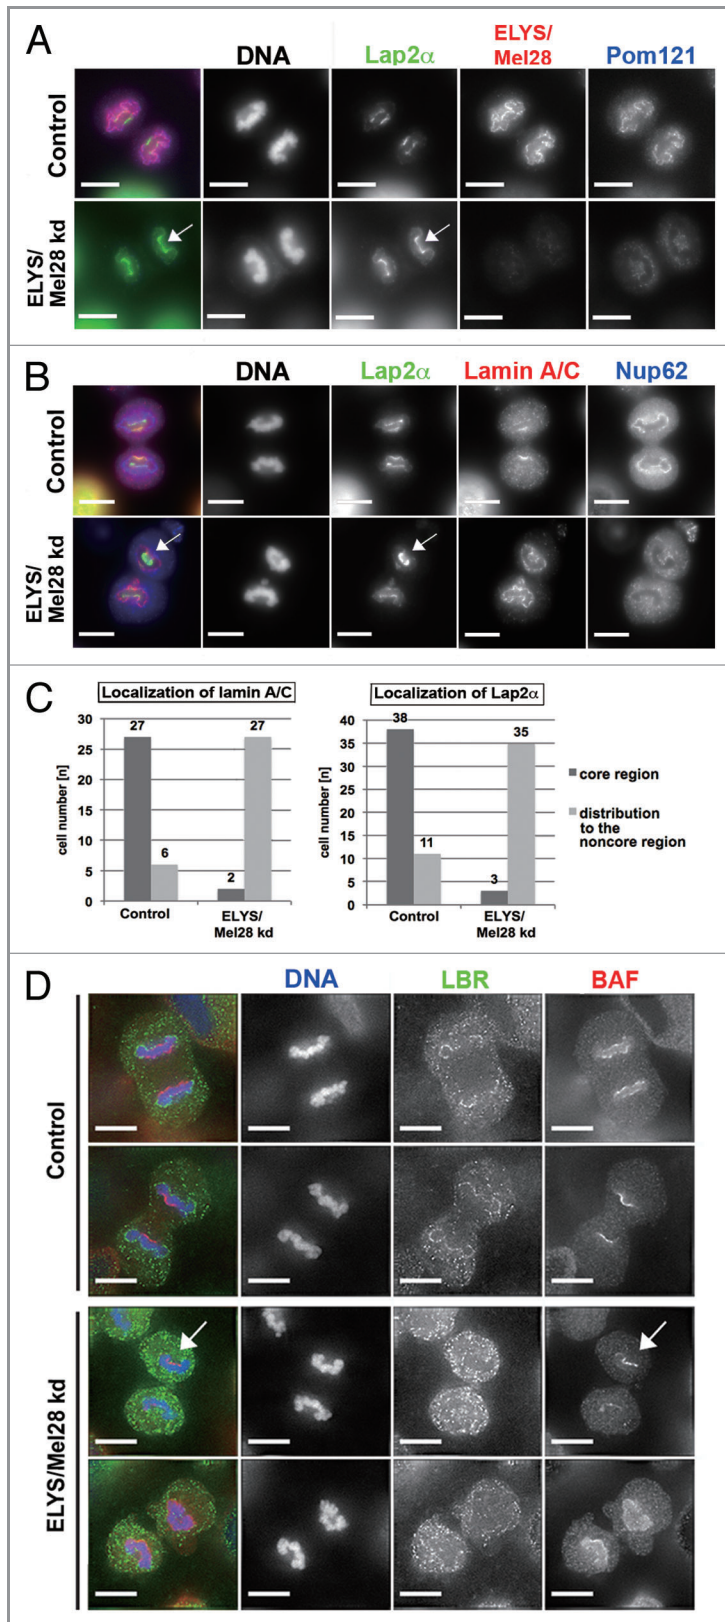 A
DNA
Lap2α
ELYS/
Mel28
Pom121
Control
ELYS/
Mel28 kd
B
DNA
Lap2α
Lamin A/C
Nup62
Control
ELYS/
Mel28 kd
C
Localization of lamin A/C
cell number [n]
30
25
20
15
10
5
0
27
6
2
27
Control
ELYS/
Mel28 kd
Localization of Lap2α
cell number [n]
40
35
30
25
20
15
10
5
0
38
11
3
35
Control
ELYS/
Mel28 kd
core region
distribution
to the
noncore region
D
DNA
LBR
BAF
Control
ELYS/Mel28 kd